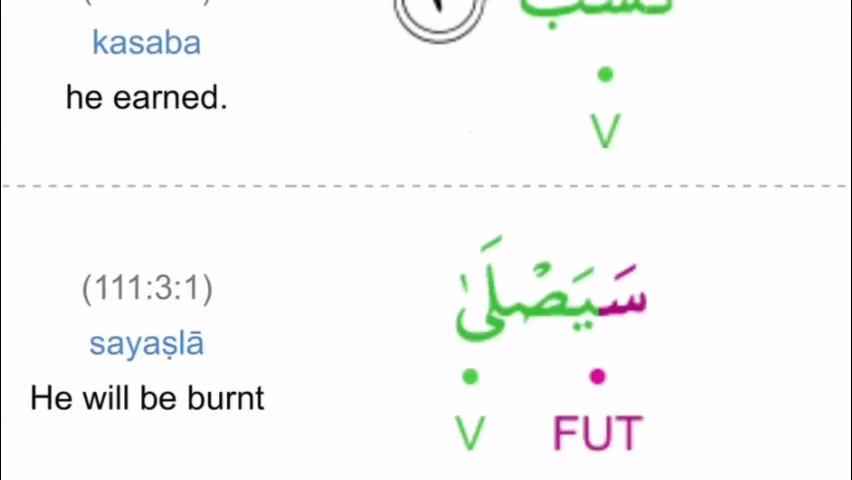 kasaba
he earned.
V
(111:3:1)
sayaṣlā
He will be burnt
سَيَصْلَىٰ
V FUT